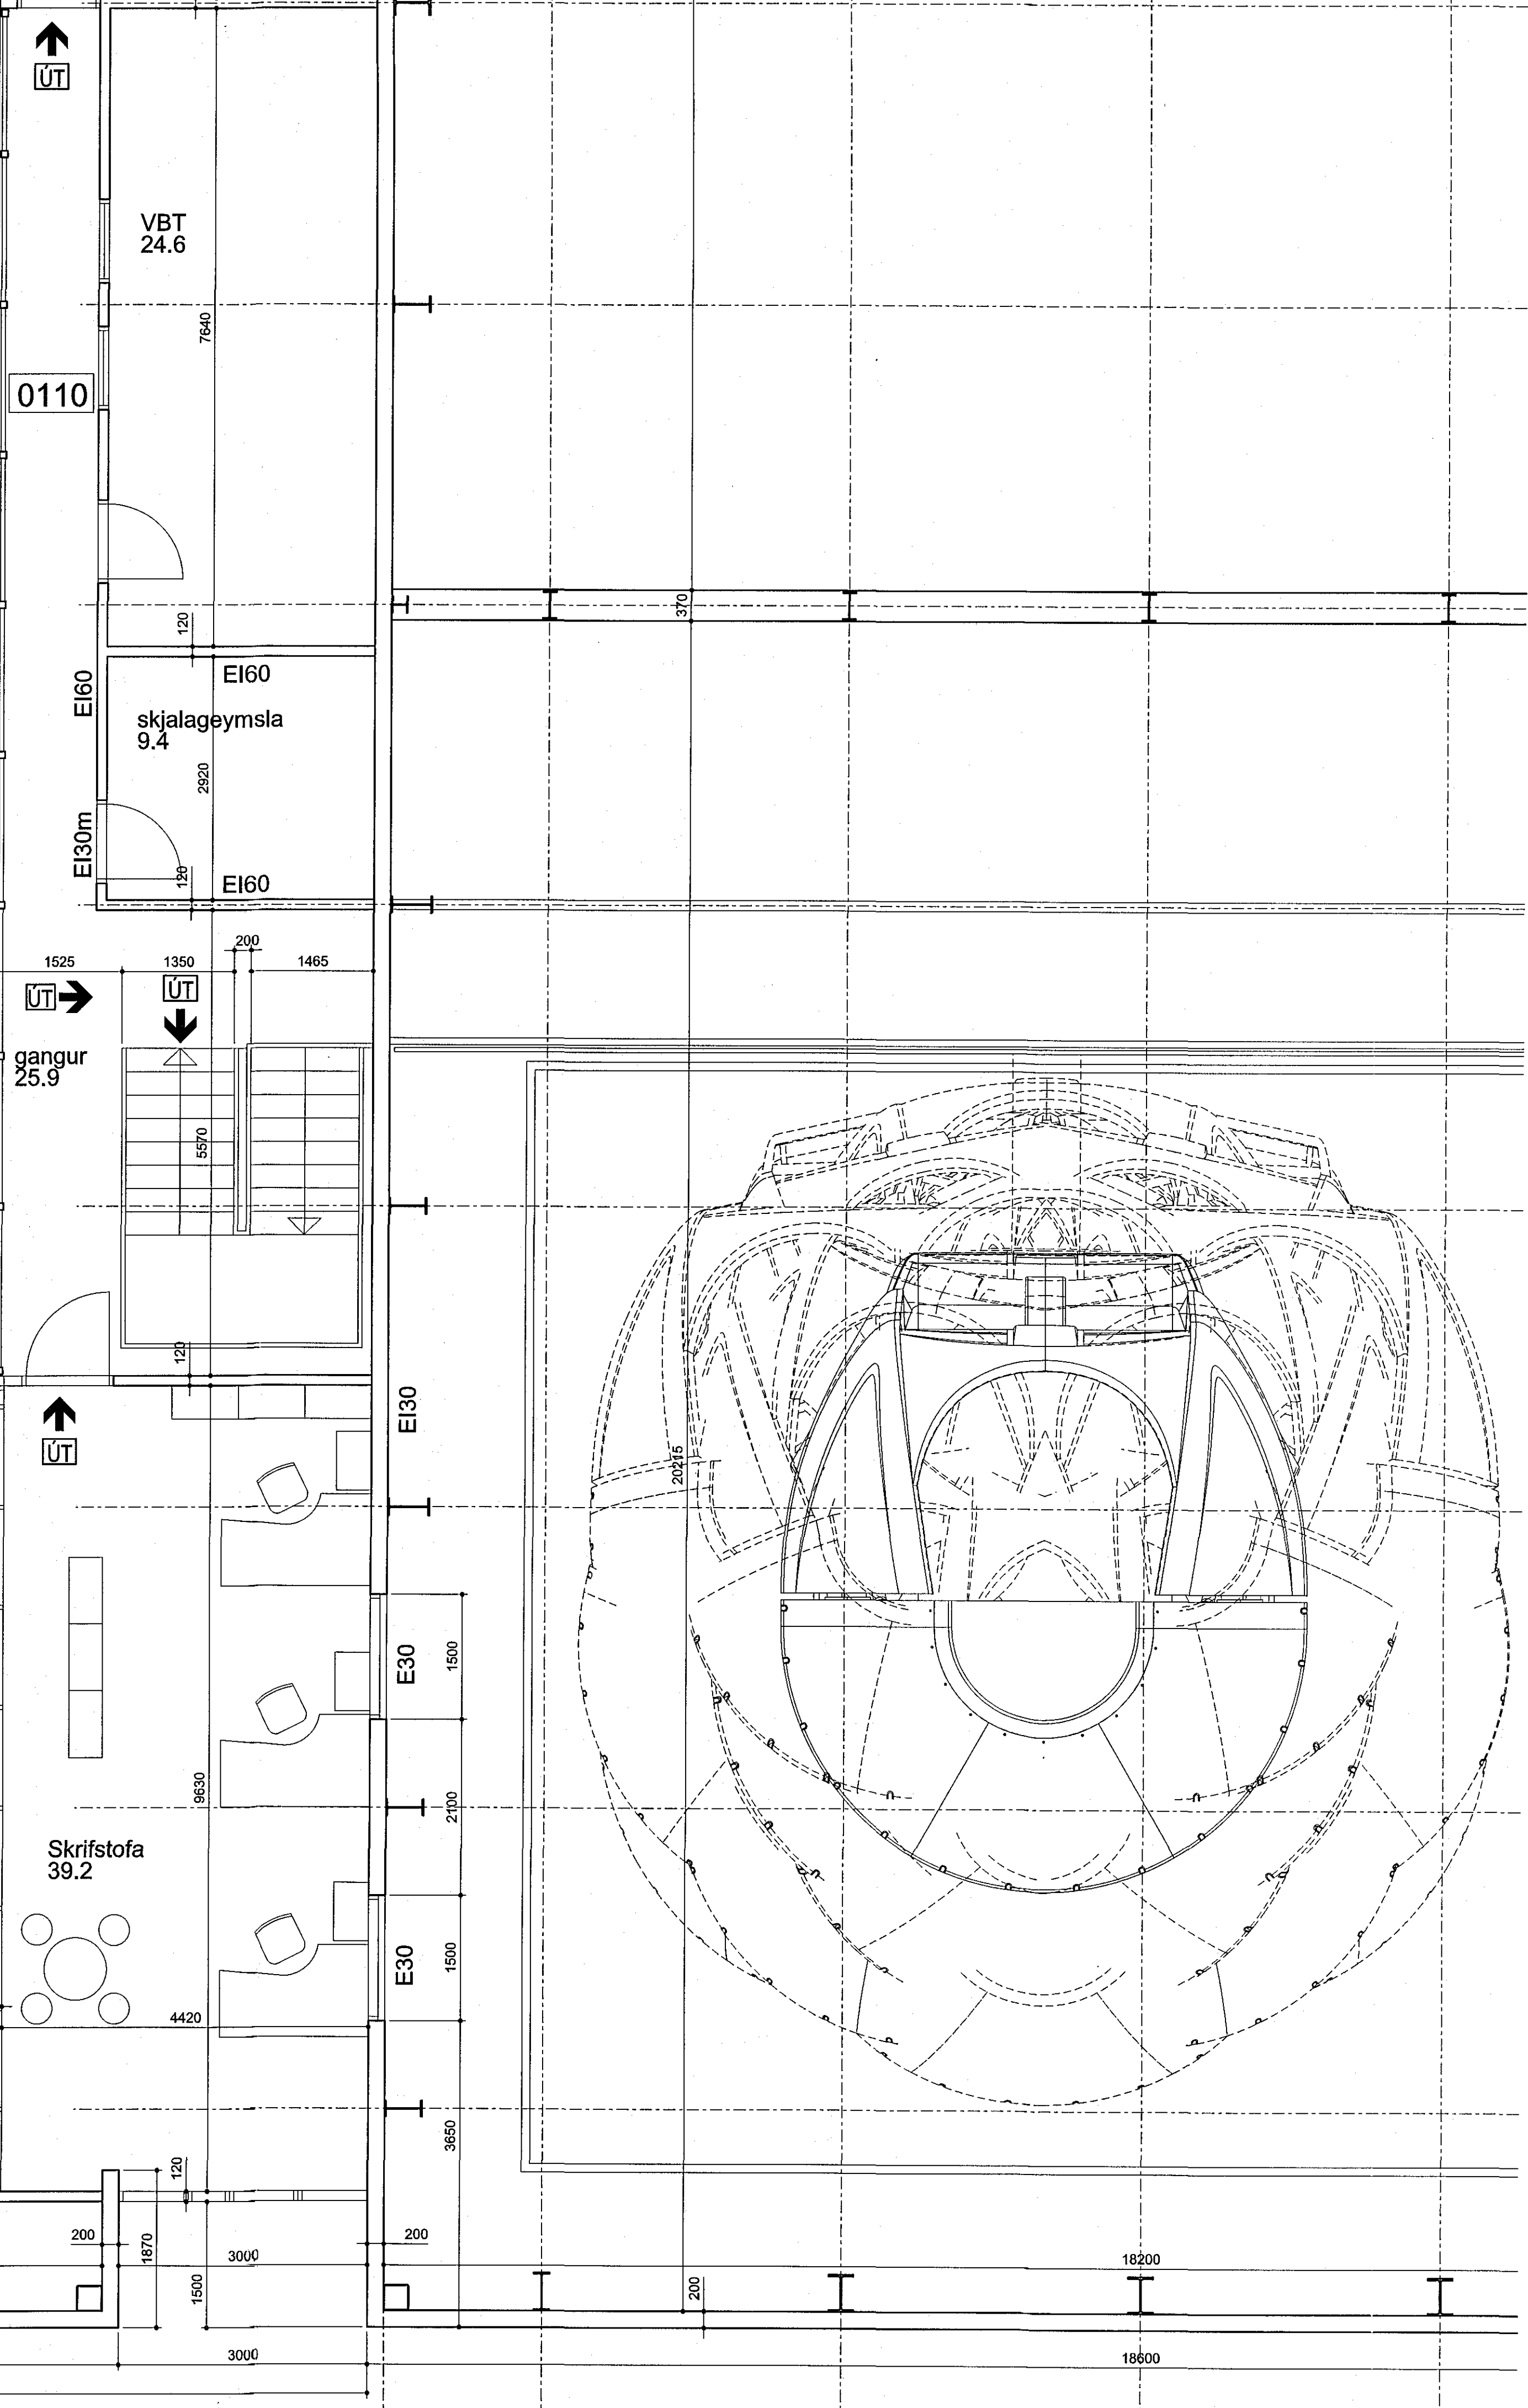 ÚT
VBT
24.6
7640
0110
370
120
EI60
EI60
skjalageymsla
9.4
2920
EI30m
120
EI60
200
1525
1350
1465
ÚT
ÚT
gangur
25.9
5570
120
EI30
ÚT
20215
1500
E30
9630
2100
Skrifstofa
39.2
E30
1500
4420
3650
120
200
1870
3000
200
18200
1500
200
3000
18600